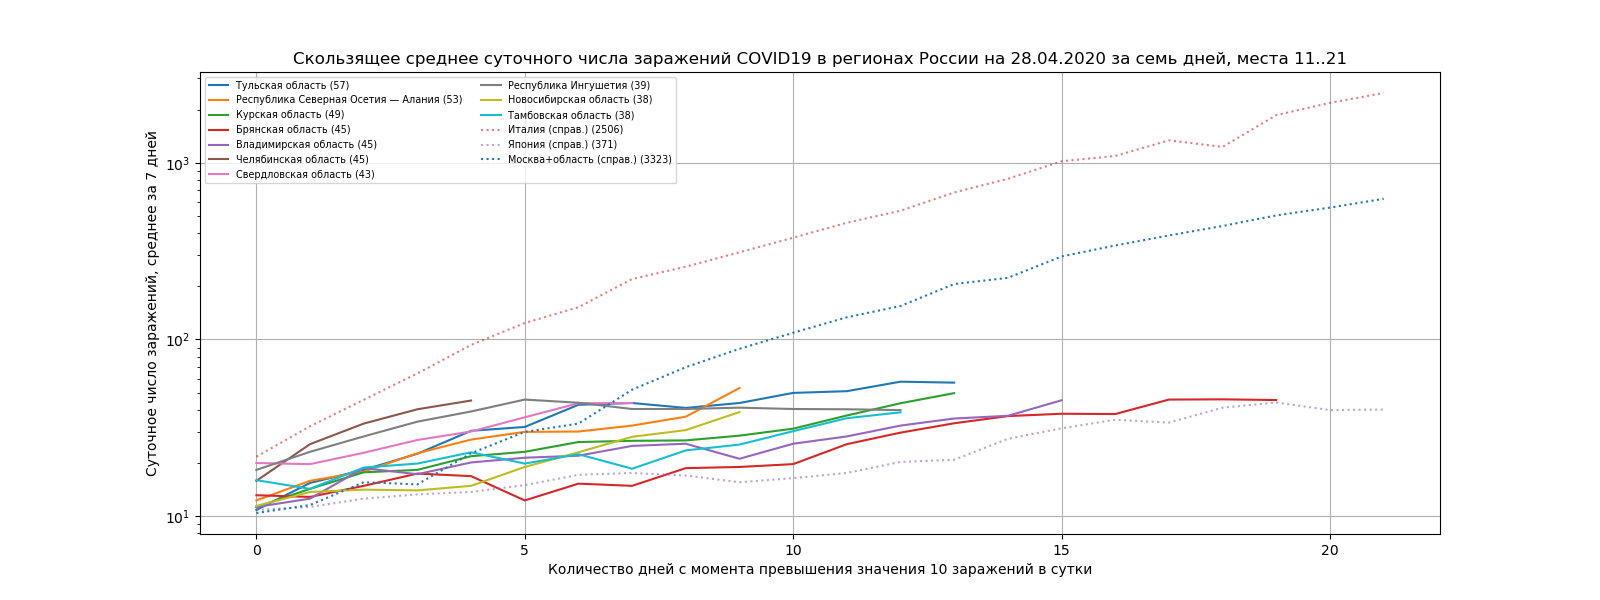 Скользящее среднее суточного числа заражений COVID19 в регионах России на 28.04.2020 за семь дней, места 11..21
Суточное число заражений, среднее за 7 дней
10³
10²
10¹
Тульская область (57)
Республика Северная Осетия — Алания (53)
Курская область (49)
Брянская область (45)
Владимирская область (45)
Челябинская область (45)
Свердловская область (43)
Республика Ингушетия (39)
Новосибирская область (38)
Тамбовская область (38)
Италия (справ.) (2506)
Япония (справ.) (371)
Москва+область (справ.) (3323)
0 5 10 15 20
Количество дней с момента превышения значения 10 заражений в сутки